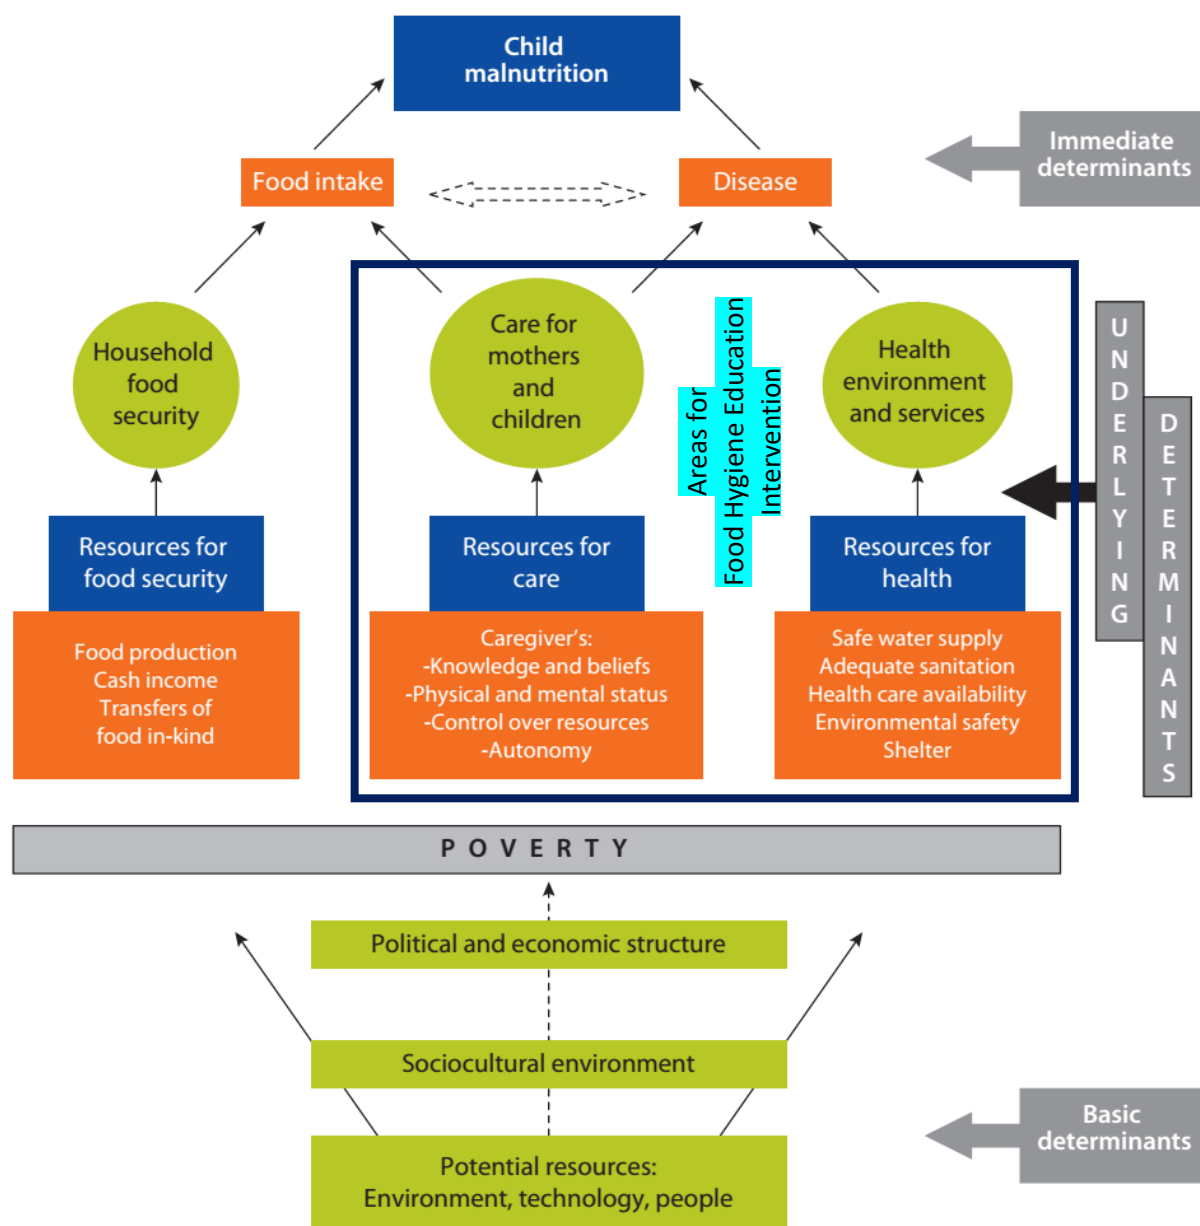 Child
malnutrition
Immediate
determinants
Food intake
Disease
Household
food
security
Care for
mothers
and
children
Areas for
Food Hygiene Education
Intervention
Health
environment
and services
UNDERLYING
DETERMINANTS
Resources for
food security
Resources for
care
Resources for
health
Food production
Cash income
Transfers of
food in-kind
Caregiver's:
-Knowledge and beliefs
-Physical and mental status
-Control over resources
-Autonomy
Safe water supply
Adequate sanitation
Health care availability
Environmental safety
Shelter
POVERTY
Political and economic structure
Sociocultural environment
Potential resources:
Environment, technology, people
Basic
determinants